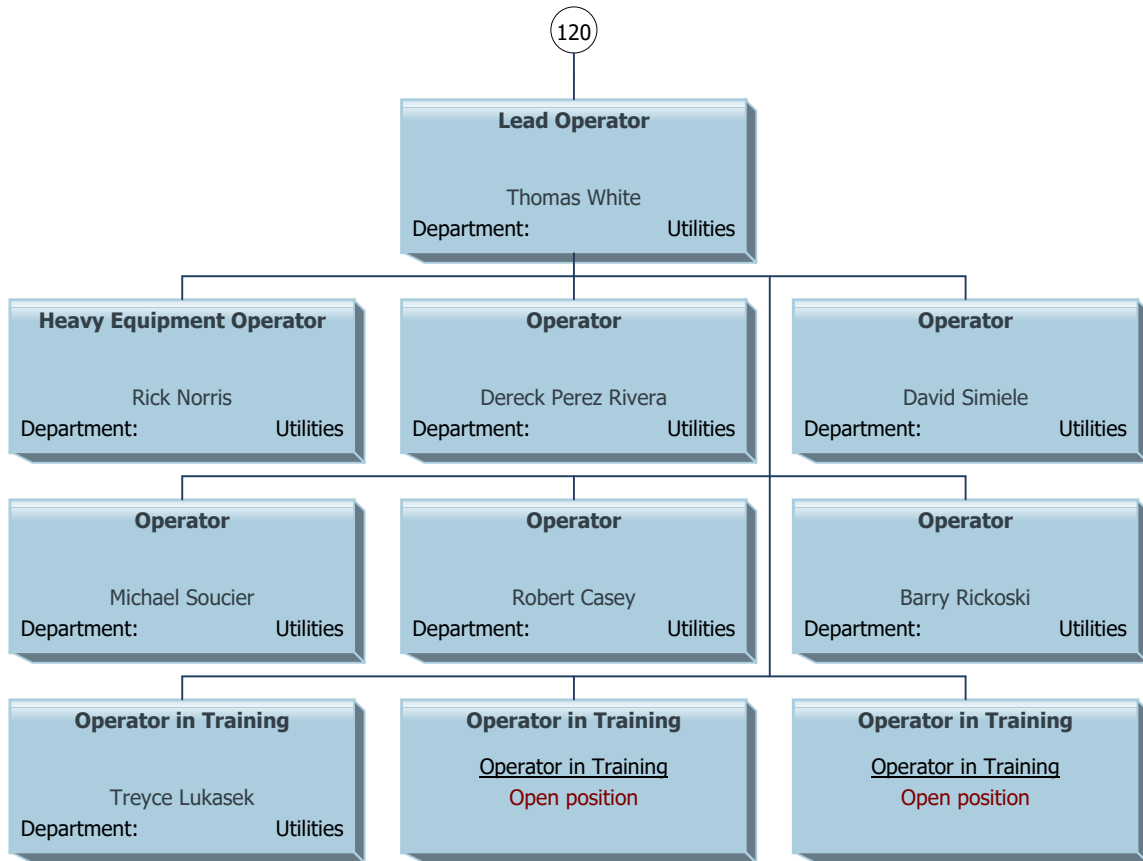 120
Lead Operator
Thomas White
Department: Utilities
Heavy Equipment Operator
Rick Norris
Department: Utilities
Operator
Dereck Perez Rivera
Department: Utilities
Operator
David Simiele
Department: Utilities
Operator
Michael Soucier
Department: Utilities
Operator
Robert Casey
Department: Utilities
Operator
Barry Rickoski
Department: Utilities
Operator in Training
Treyce Lukasek
Department: Utilities
Operator in Training
Operator in Training
Open position
Operator in Training
Operator in Training
Open position